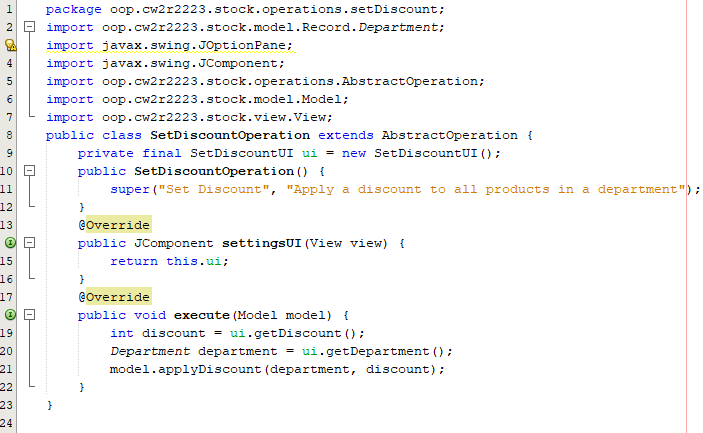 1 package oop.cw2r2223.stock.operations.setDiscount;
2 import oop.cw2r2223.stock.model.Record.Department;
import javax.swing.JOptionPane;
4 import javax.swing.JComponent;
5 import oop.cw2r2223.stock.operations.AbstractOperation;
6 import oop.cw2r2223.stock.model.Model;
7 import oop.cw2r2223.stock.view.View;
8 public class SetDiscountOperation extends AbstractOperation {
9     private final SetDiscountUI ui = new SetDiscountUI();
10     public SetDiscountOperation() {
11         super("Set Discount", "Apply a discount to all products in a department");
12     }
13     @Override
    public JComponent settingsUI(View view) {
15         return this.ui;
16     }
17     @Override
    public void execute(Model model) {
19         int discount = ui.getDiscount();
20         Department department = ui.getDepartment();
21         model.applyDiscount(department, discount);
22     }
23 }
24